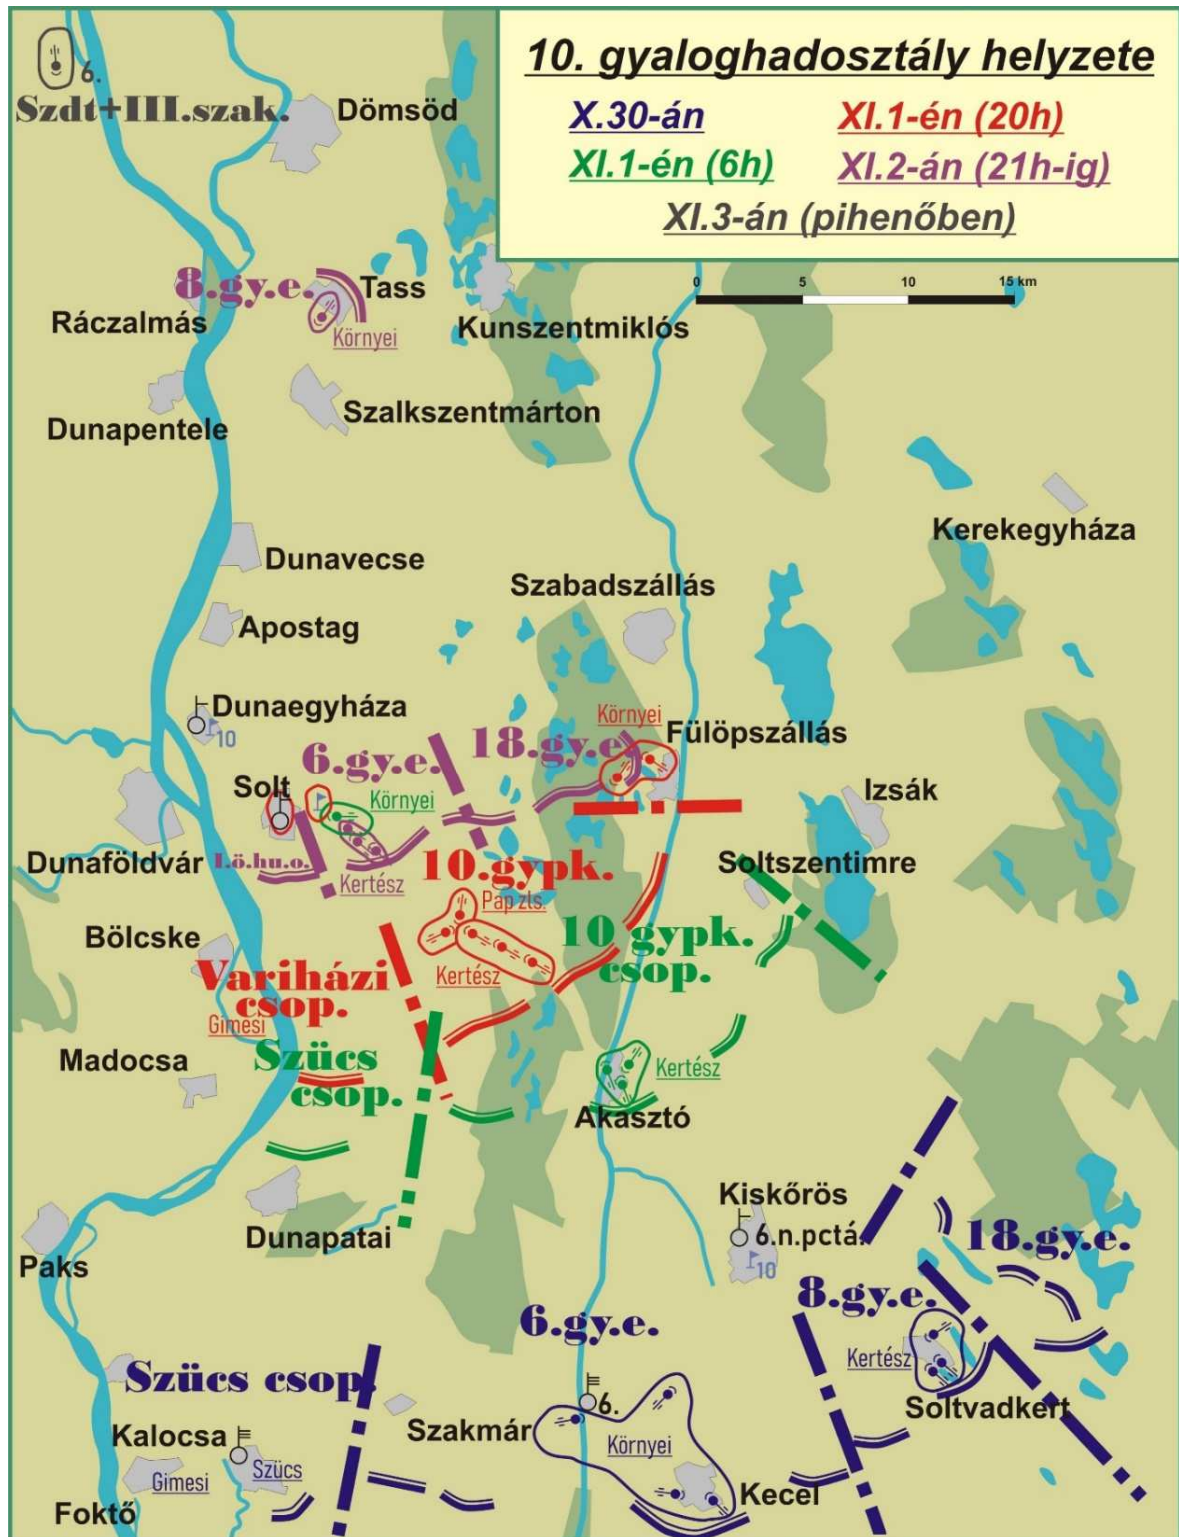 10. gyaloghadosztály helyzete
X.30-án
XI.1-én (20h)
XI.1-én (6h)
XI.2-án (21h-ig)
XI.3-án (pihenőben)
0 5 10 15 km
6.
Szdt+III.szak.
Dömsöd
8.gy.e.
Tass
Ráczalmás
Környei
Kunszentmiklós
Dunapentele
Szalkszentmárton
Kerekegyháza
Dunavecse
Szabadszállás
Apostag
Dunaegyháza
10
Környei
Fülöpszállás
18.gy.e
6.gy.e.
Solt
Környei
Izsák
Dunaföldvár
1.ö.hu.o.
Kertész
10.gypk.
Pap zls.
Soltszentimre
Bölcske
10 gypk.
csop.
Variházi
csop.
Kertész
Gimesi
Madocsa
Szücs
csop.
Kertész
Akasztó
Dunapatai
Kiskőrös
6.n.pctá.
10
Paks
18.gy.e.
8.gy.e.
6.gy.e.
Kertész
Szücs csop.
Soltvadkert
Szakmár
6.
Kalocsa
Környei
Gimesi
Szücs
Kecel
Foktő